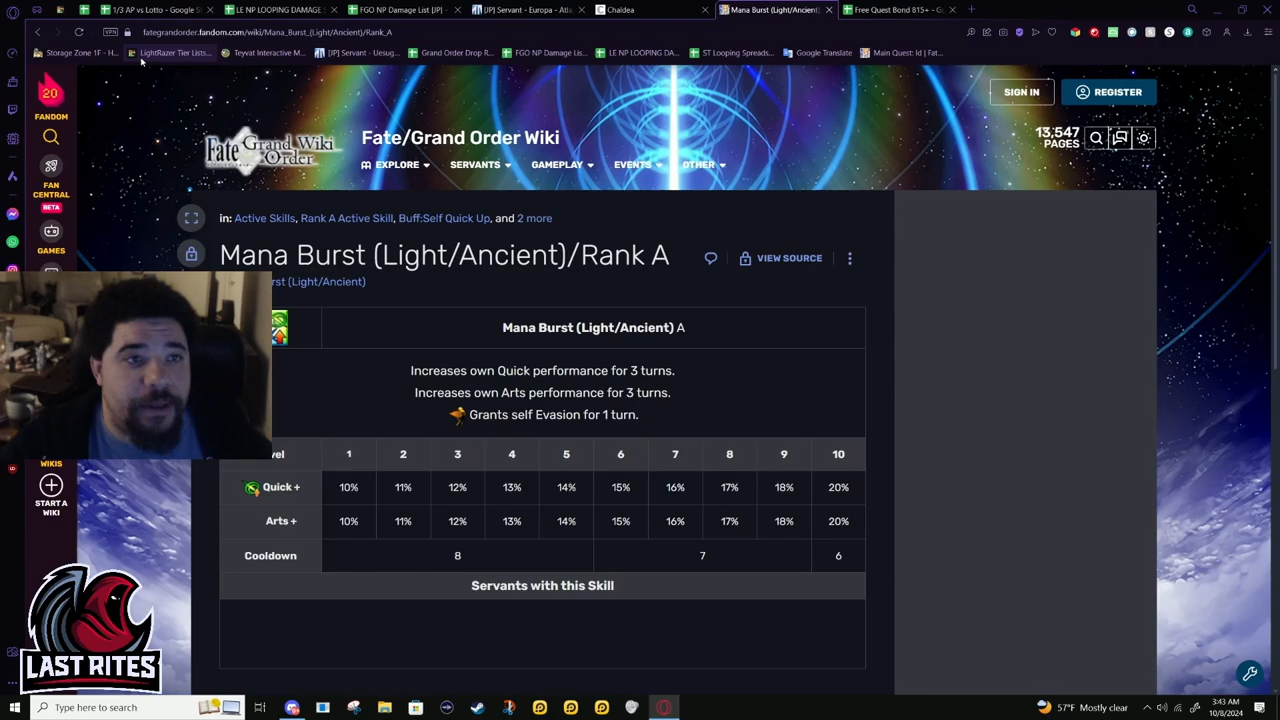 1/3 AP vs Lotto - Google S
LE NP LOOPING DAMAGE
FGO NP Damage List [JP] -
[JP] Servant - Europa - Atla
Chaldea
Mana Burst (Light/Ancient)
Free Quest Bond 815+ - G
VPN
fategrandorder.fandom.com/wiki/Mana_Burst_(Light/Ancient)/Rank_A
Storage Zone 1F - H...
LightRazer Tier Lists...
Teyvat Interactive M...
[JP] Servant - Uesug...
Grand Order Drop R...
FGO NP Damage Lis...
LE NP LOOPING DA...
ST Looping Spreads...
Google Translate
Main Quest: Id | Fat...
20
FANDOM
FAN
CENTRAL
BETA
GAMES
WIKIS
START A
WIKI
SIGN IN
REGISTER
Fate Grand Order Wiki
Fate/Grand Order Wiki
13,547
PAGES
EXPLORE
SERVANTS
GAMEPLAY
EVENTS
OTHER
in: Active Skills, Rank A Active Skill, Buff:Self Quick Up, and 2 more
Mana Burst (Light/Ancient)/Rank A
VIEW SOURCE
rst (Light/Ancient)
Mana Burst (Light/Ancient) A
Increases own Quick performance for 3 turns.
Increases own Arts performance for 3 turns.
Grants self Evasion for 1 turn.
vel 1 2 3 4 5 6 7 8 9 10
Quick + 10% 11% 12% 13% 14% 15% 16% 17% 18% 20%
Arts + 10% 11% 12% 13% 14% 15% 16% 17% 18% 20%
Cooldown 8 7 6
Servants with this Skill
LAST RITES
Type here to search
57°F Mostly clear
3:43 AM
10/8/2024